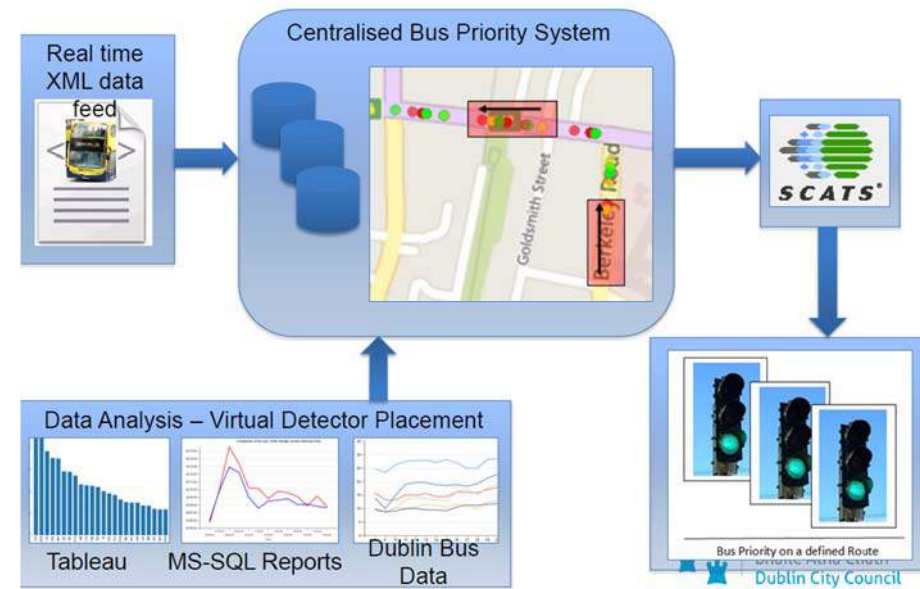 Real time
XML data
feed
Centralised Bus Priority System
Goldsmith Street
Berkeley Road
SCATS®
Data Analysis – Virtual Detector Placement
Tableau
MS-SQL Reports
Dublin Bus
Data
Bus Priority on a defined Route
Dublin City Council